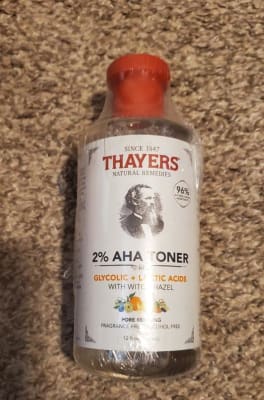 SINCE 1847
THAYERS
NATURAL REMEDIES
96%
2% AHA TONER
GLYCOLIC + LACTIC ACIDS
WITH WITCH HAZEL
PORE REFINING
FRAGRANCE FREE ALCOHOL FREE